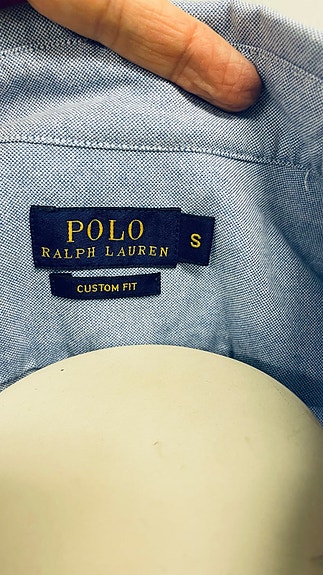 POLO
RALPH LAUREN
S
CUSTOM FIT